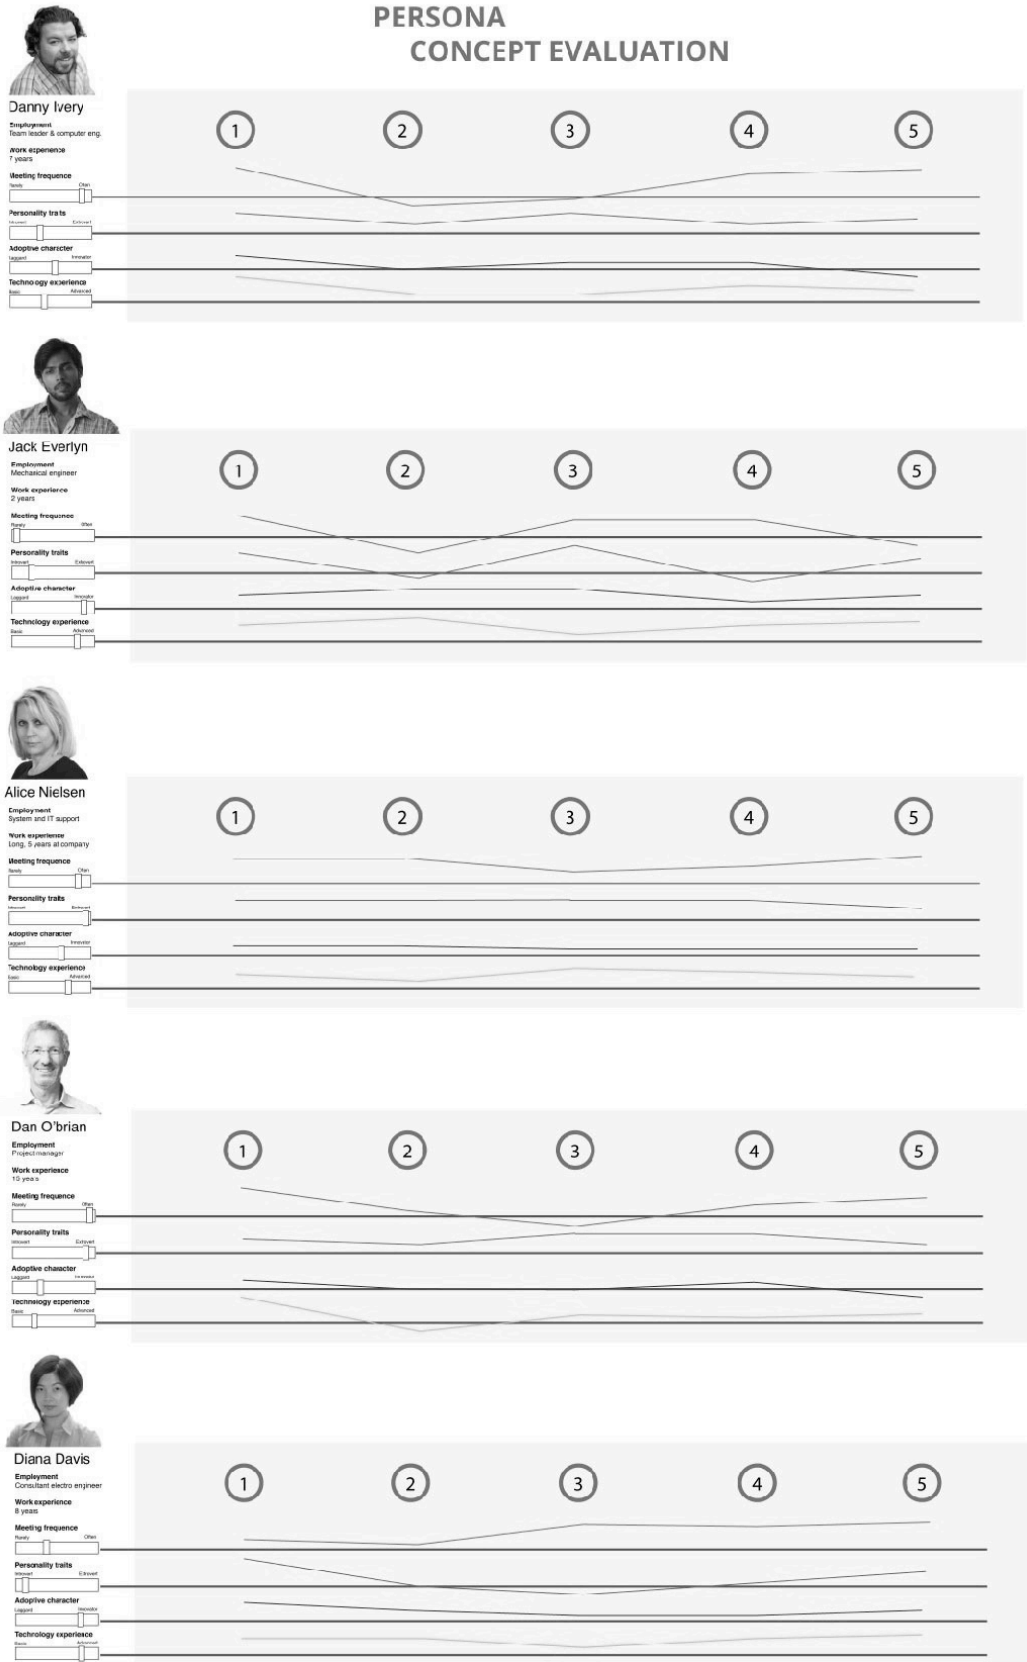 PERSONA
CONCEPT EVALUATION
Danny Ivery
Employment
Team leader & computer eng.
Work experience
7 years
Meeting frequence
Rarely Often
Personality traits
Introvert Extrovert
Adoptive character
Laggard Innovator
Technology experience
Basic Advanced
1 2 3 4 5
Jack Everlyn
Employment
Mechanical engineer
Work experience
2 years
Meeting frequence
Rarely Often
Personality traits
Introvert Extrovert
Adoptive character
Laggard Innovator
Technology experience
Basic Advanced
1 2 3 4 5
Alice Nielsen
Employment
System and IT support
Work experience
Long, 5 years at company
Meeting frequence
Rarely Often
Personality traits
Introvert Extrovert
Adoptive character
Laggard Innovator
Technology experience
Basic Advanced
1 2 3 4 5
Dan O'brian
Employment
Project manager
Work experience
15 years
Meeting frequence
Rarely Often
Personality traits
Introvert Extrovert
Adoptive character
Laggard Innovator
Technology experience
Basic Advanced
1 2 3 4 5
Diana Davis
Employment
Consultant electro engineer
Work experience
8 years
Meeting frequence
Rarely Often
Personality traits
Introvert Extrovert
Adoptive character
Laggard Innovator
Technology experience
Basic Advanced
1 2 3 4 5